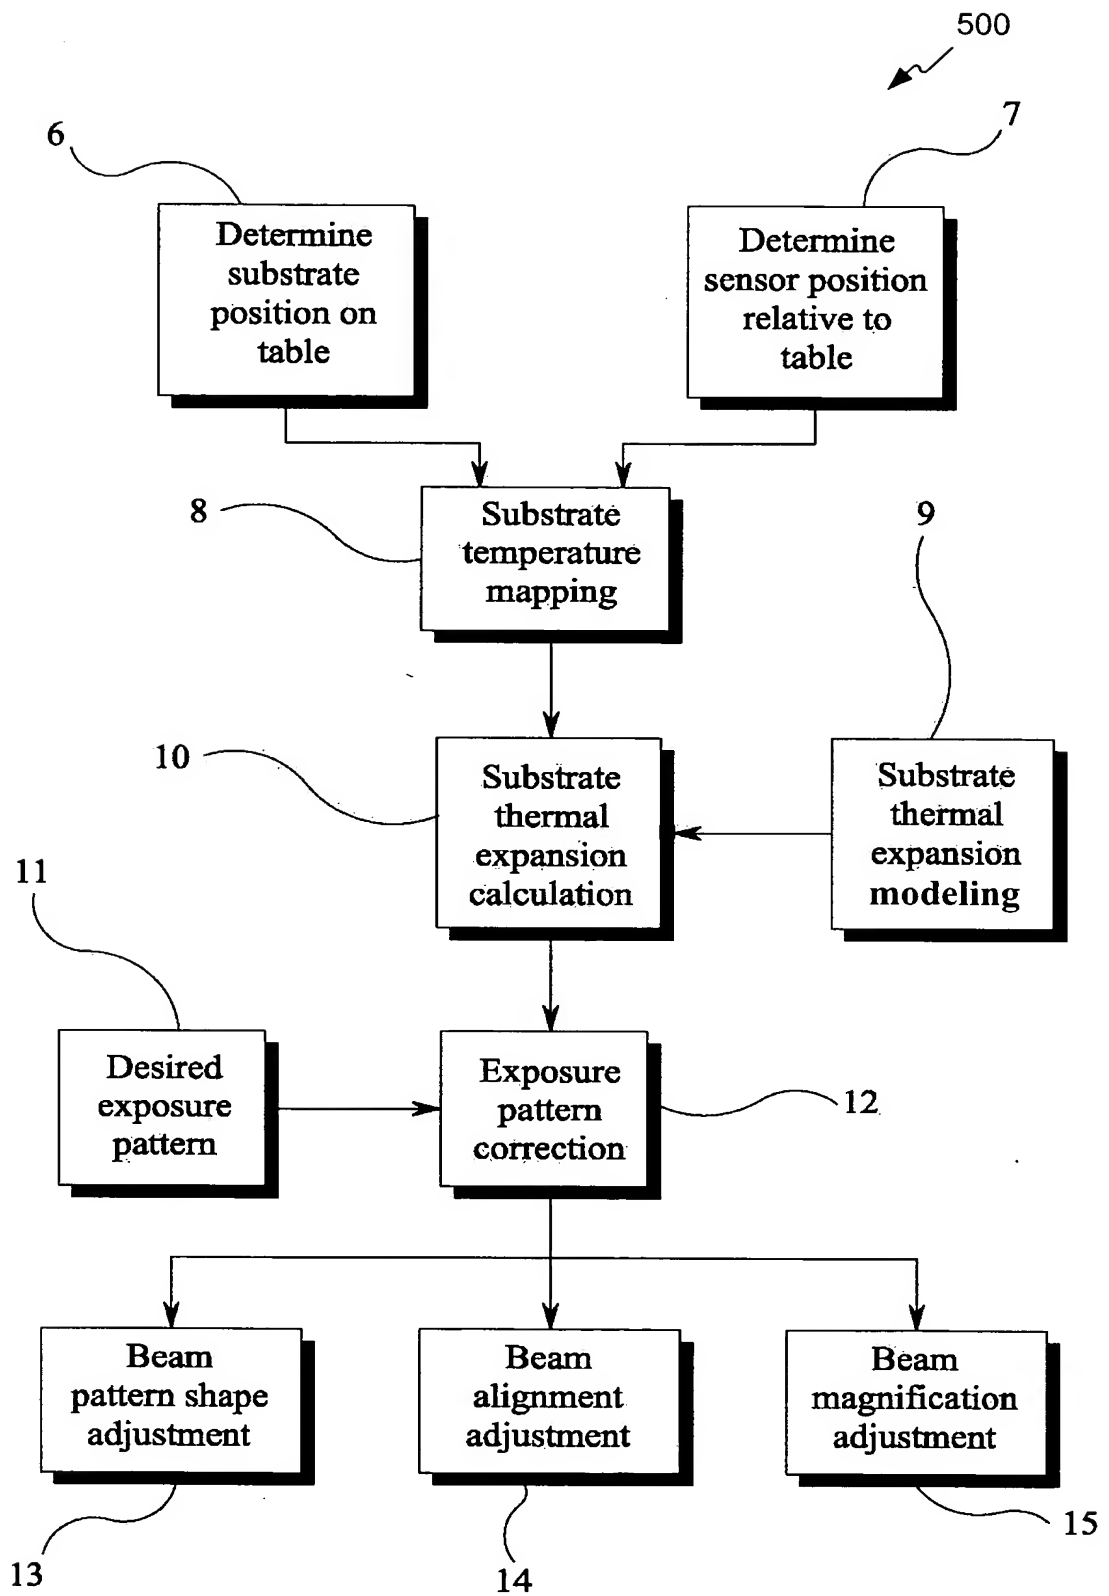 500
6
7
Determine
substrate
position on
table
Determine
sensor position
relative to
table
8
Substrate
temperature
mapping
9
10
Substrate
thermal
expansion
calculation
Substrate
thermal
expansion
modeling
11
Desired
exposure
pattern
Exposure
pattern
correction
12
Beam
pattern shape
adjustment
Beam
alignment
adjustment
Beam
magnification
adjustment
13
14
15